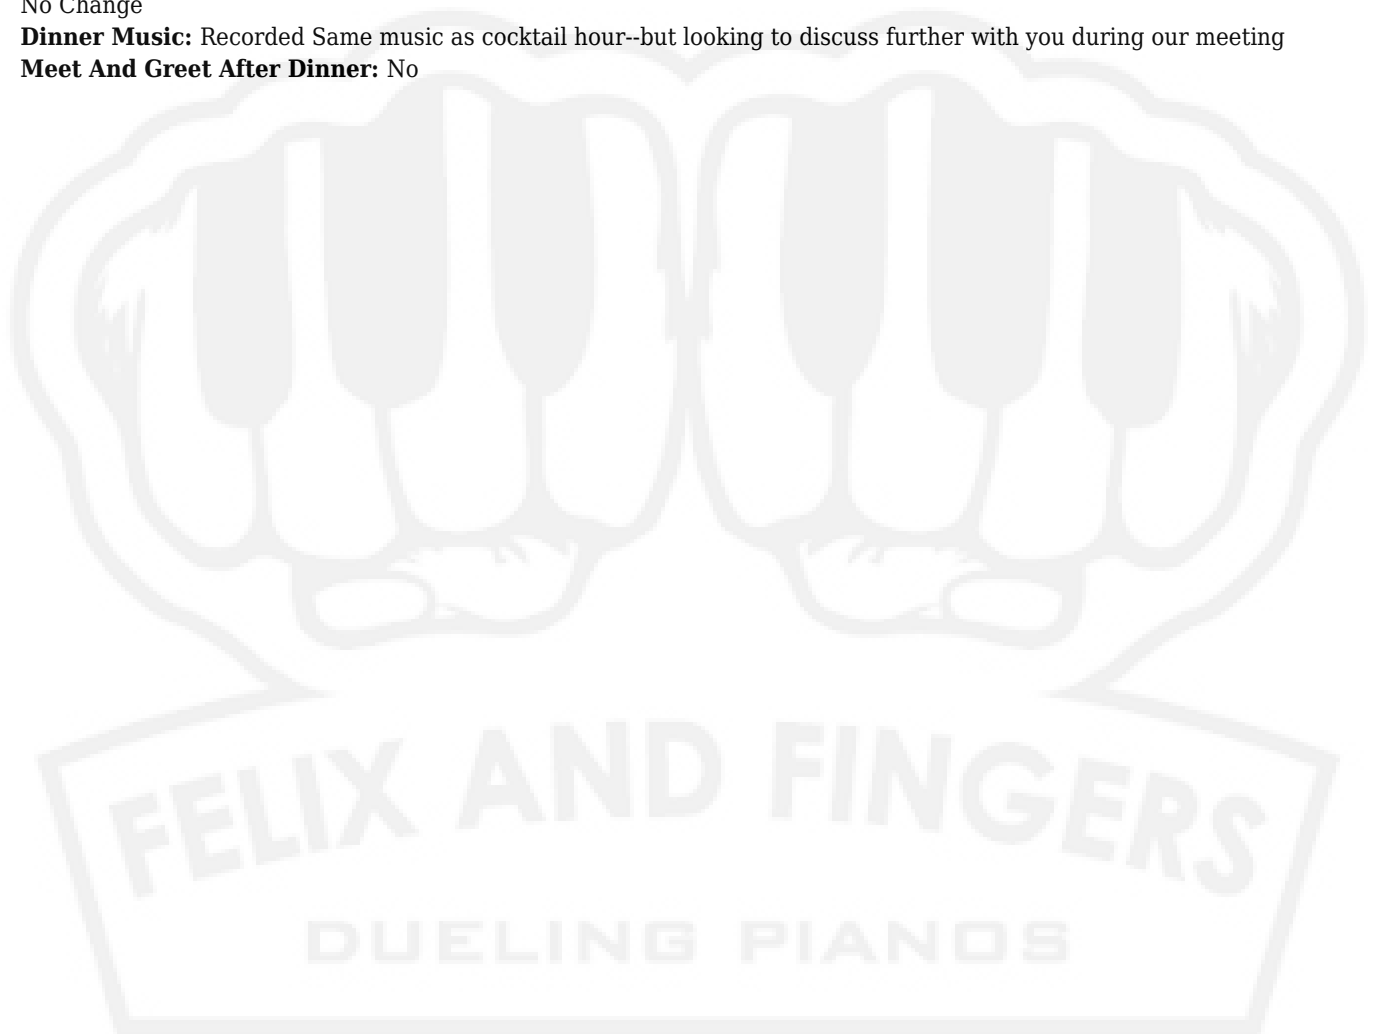 No Change
Dinner Music: Recorded Same music as cocktail hour--but looking to discuss further with you during our meeting
Meet And Greet After Dinner: No
FELIX AND FINGERS
DUELING PIANOS